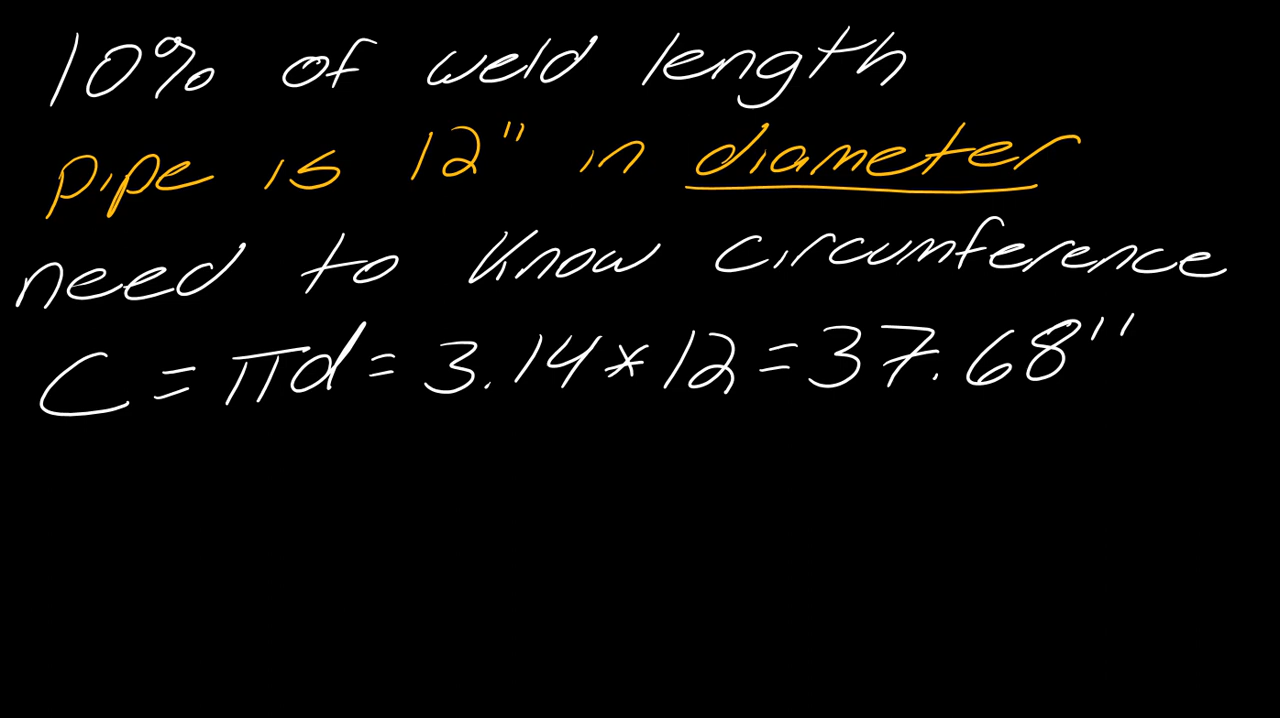 10% of weld length
pipe is 12" in diameter
need to know circumference
C = πd = 3.14 * 12 = 37.68"